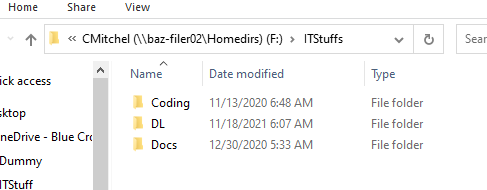 Home Share View
CMitchel (\\baz-filer02\Homedirs) (F:) ITStuffs Sear
Name Date modified Type
ick access
Coding 11/13/2020 6:48 AM File folder
sktop
DL 11/18/2021 6:07 AM File folder
neDrive - Blue Cro
Docs 12/30/2020 5:33 AM File folder
Dummy
ITStuff